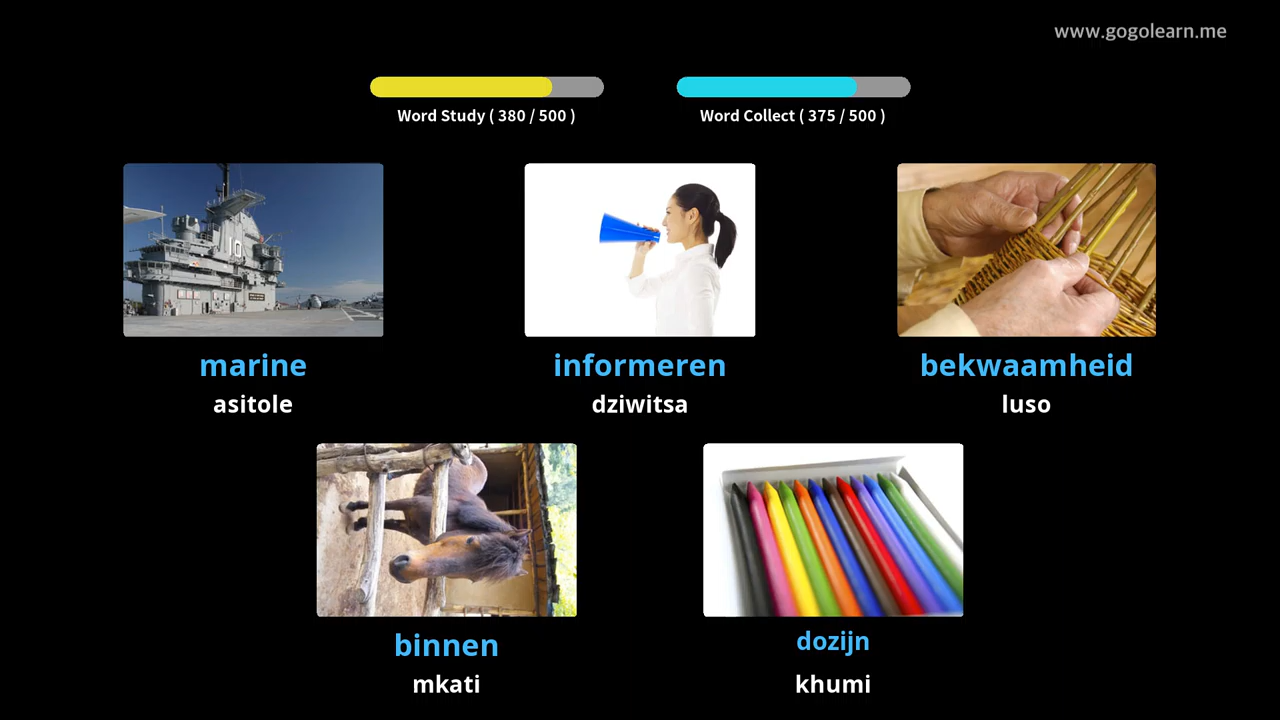 www.gogolearn.me
Word Study ( 380 / 500 )
Word Collect ( 375 / 500 )
10
marine
asitole
informeren
dziwitsa
bekwaamheid
luso
binnen
mkati
dozijn
khumi